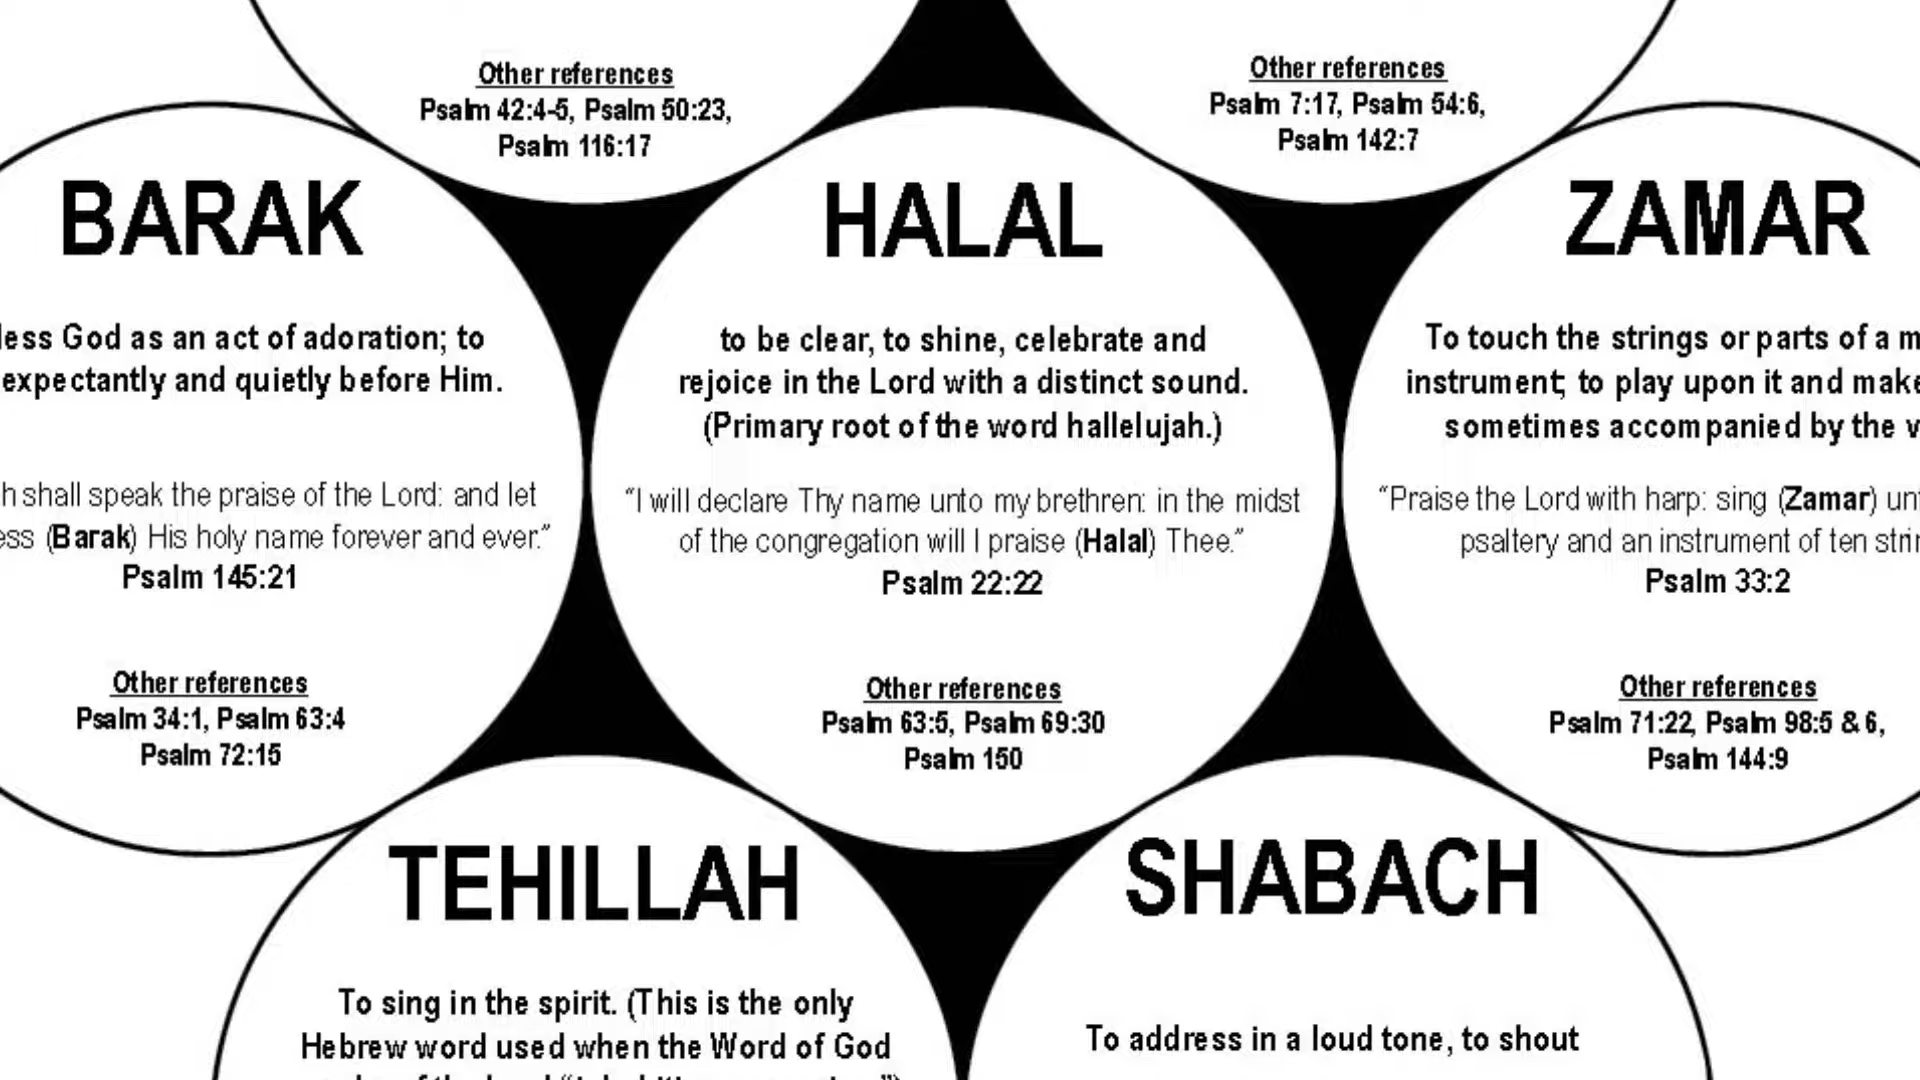 Other references
Psalm 42:4-5, Psalm 50:23,
Psalm 116:17
Other references
Psalm 7:17, Psalm 54:6,
Psalm 142:7
BARAK
God as an act of adoration; to
expectantly and quietly before Him.
shall speak the praise of the Lord: and let
(Barak) His holy name forever and ever.”
Psalm 145:21
Other references
Psalm 34:1, Psalm 63:4
Psalm 72:15
HALAL
to be clear, to shine, celebrate and
rejoice in the Lord with a distinct sound.
(Primary root of the word hallelujah.)
“I will declare Thy name unto my brethren: in the midst
of the congregation will I praise (Halal) Thee.”
Psalm 22:22
Other references
Psalm 63:5, Psalm 69:30
Psalm 150
ZAMAR
To touch the strings or parts of a
instrument; to play upon it and make
sometimes accompanied by the
“Praise the Lord with harp: sing (Zamar)
psaltery and an instrument of ten
Psalm 33:2
Other references
Psalm 71:22, Psalm 98:5 & 6,
Psalm 144:9
TEHILLAH
To sing in the spirit. (This is the only
Hebrew word used when the Word of God
SHABACH
To address in a loud tone, to shout